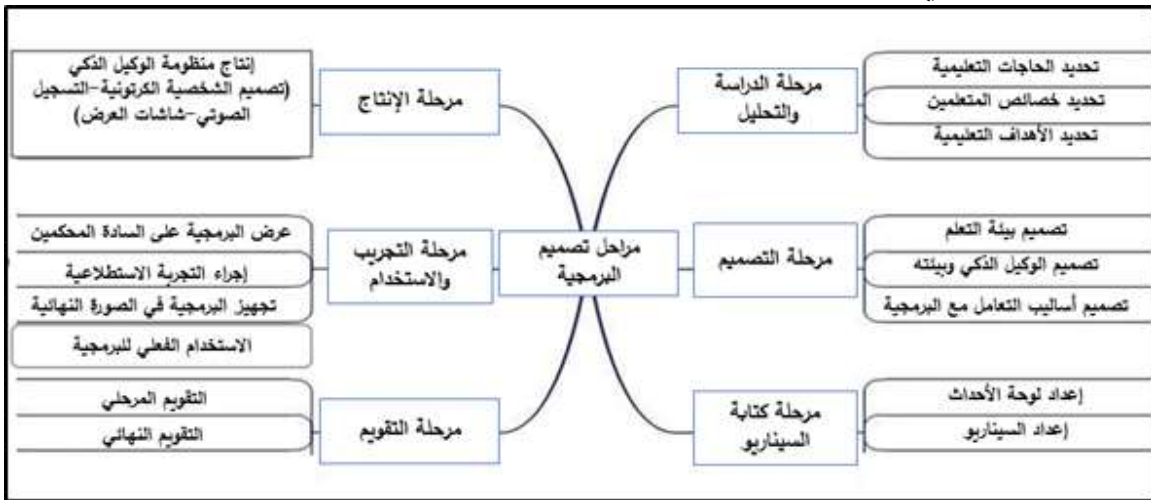 مراحل تصميم
البرمجية
مرحلة الدراسة
والتحليل
تحديد الحاجات التعليمية
تحديد خصائص المتعلمين
تحديد الأهداف التعليمية
مرحلة التصميم
تصميم بيئة التعلم
تصميم الوكيل الذكي وبيئته
تصميم أساليب التعامل مع البرمجية
مرحلة كتابة
السيناريو
إعداد لوحة الأحداث
إعداد السيناريو
مرحلة الإنتاج
إنتاج منظومة الوكيل الذكي
(تصميم الشخصية الكرتونية-التسجيل
الصوتي-شاشات العرض)
مرحلة التجريب
والاستخدام
عرض البرمجية على السادة المحكمين
إجراء التجربة الاستطلاعية
تجهيز البرمجية في الصورة النهائية
الاستخدام الفعلي للبرمجية
مرحلة التقويم
التقويم المرحلي
التقويم النهائي